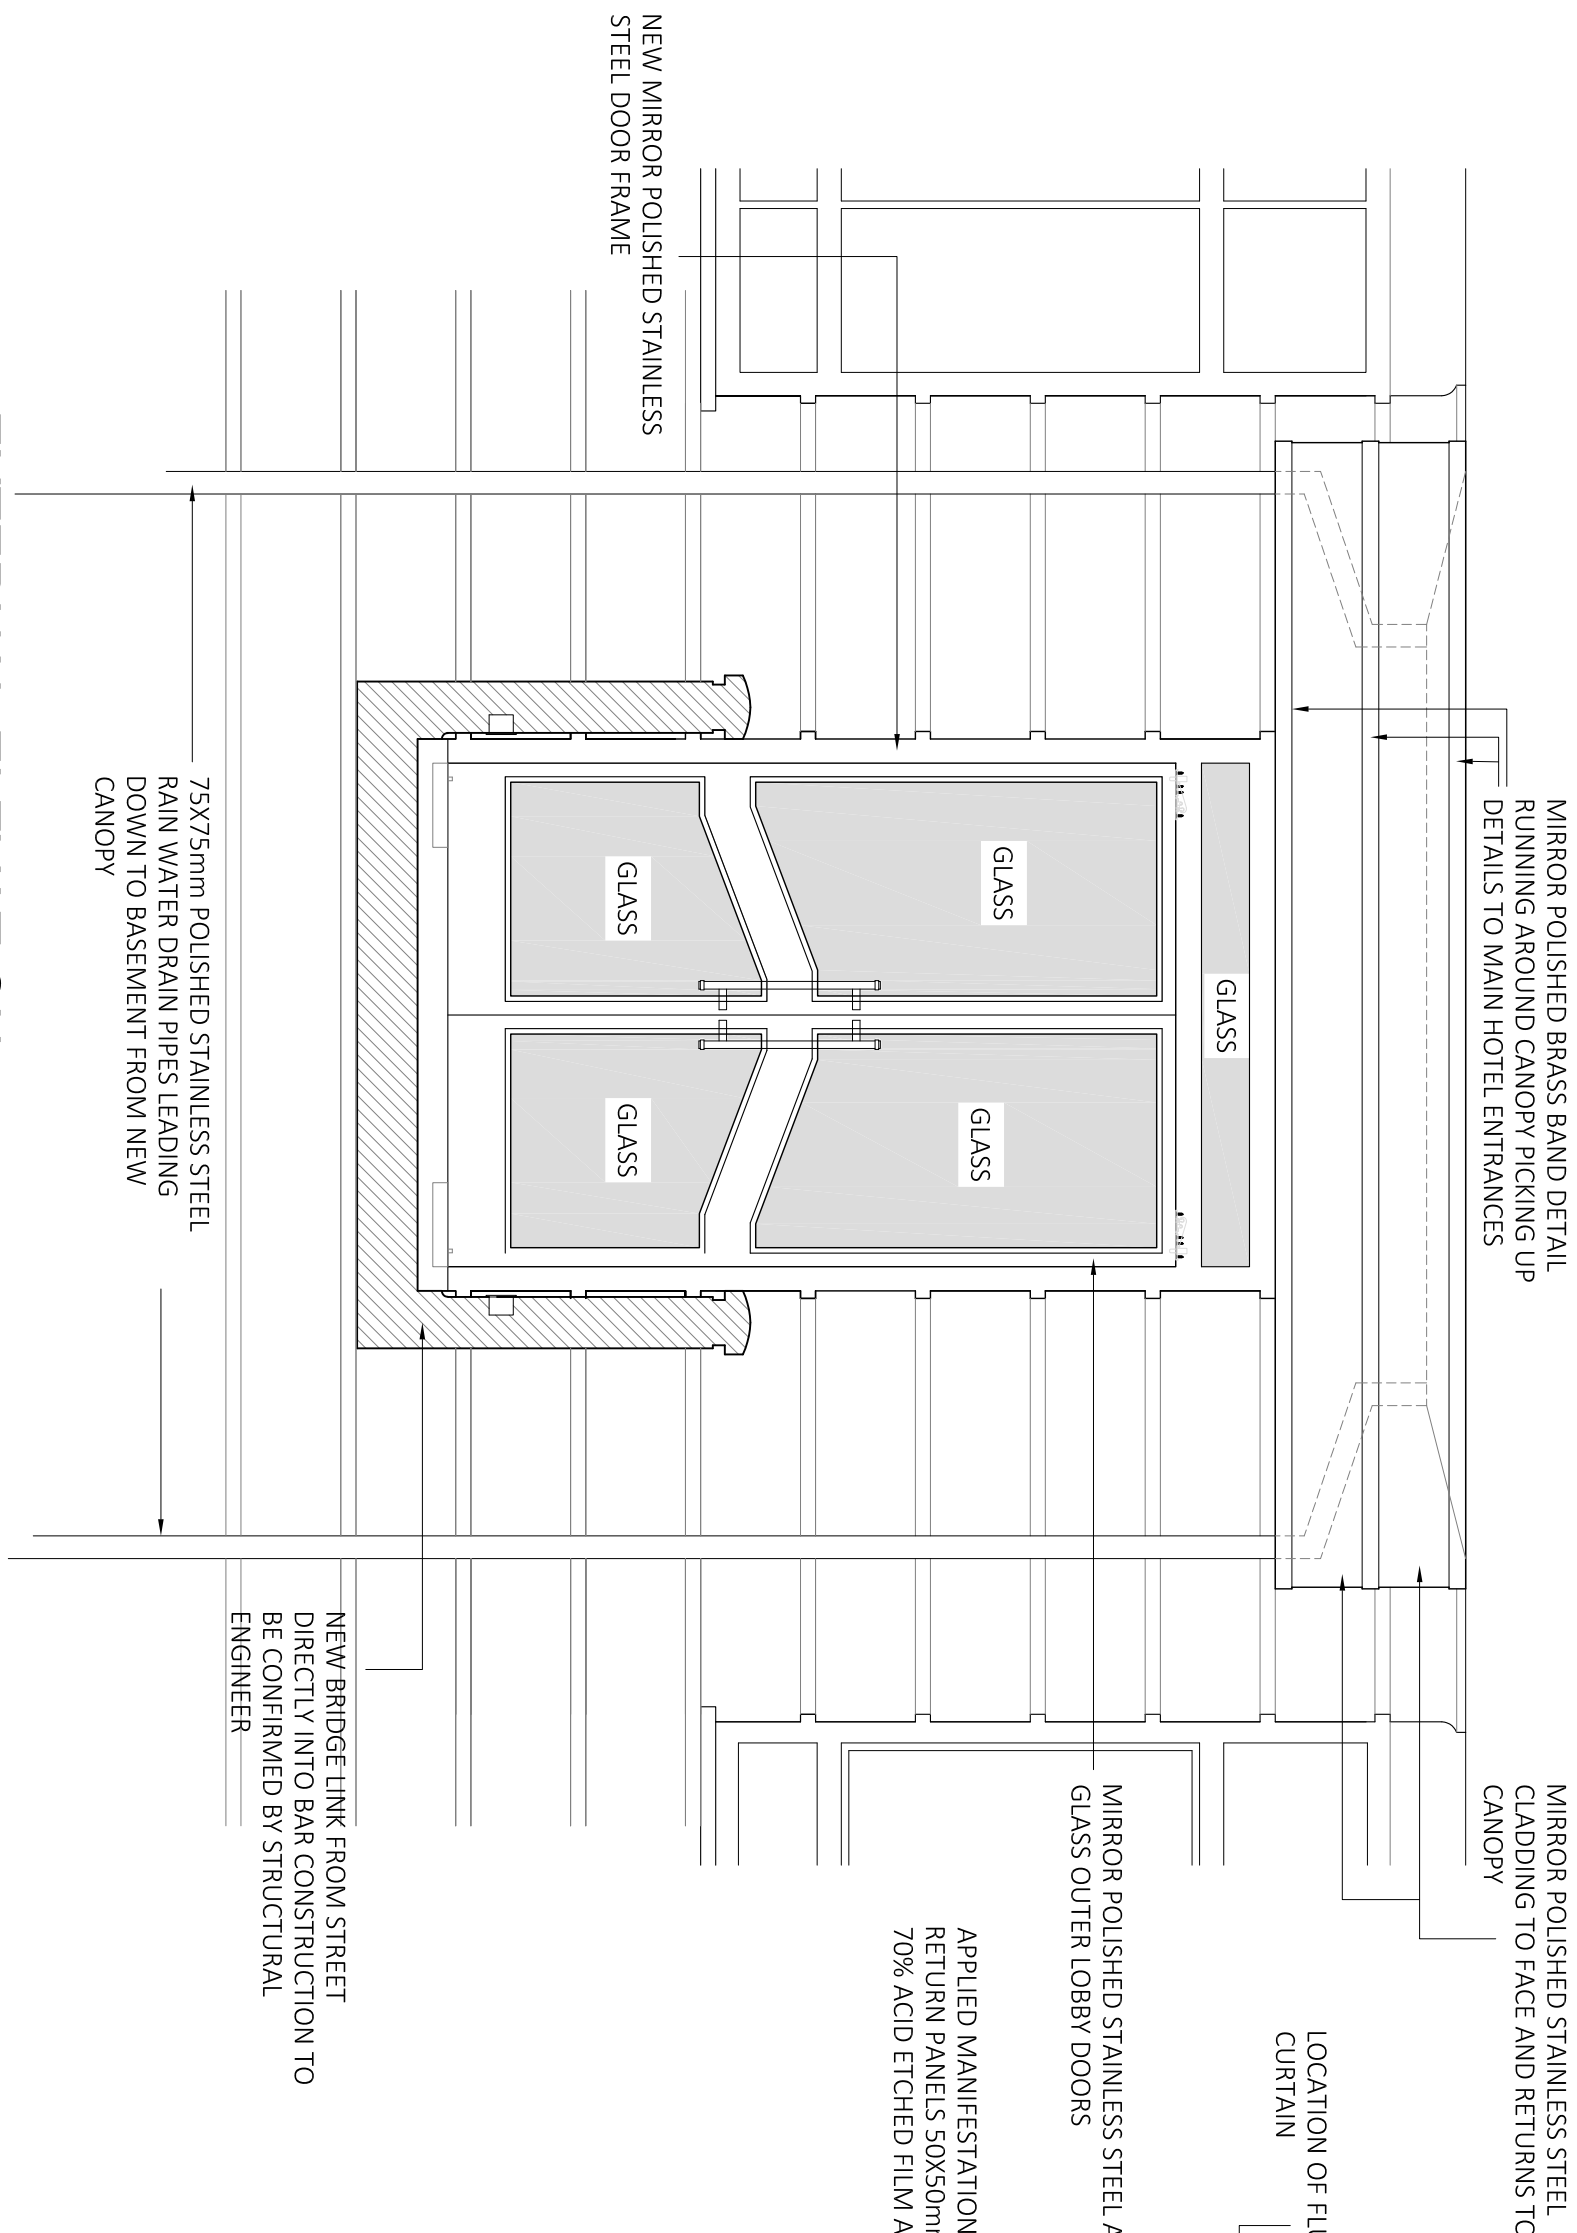 MIRROR POLISHED BRASS BAND DETAIL
RUNNING AROUND CANOPY PICKING UP
DETAILS TO MAIN HOTEL ENTRANCES
MIRROR POLISHED STAINLESS STEEL
CLADDING TO FACE AND RETURNS TO
CANOPY
LOCATION OF
CURTAIN
NEW MIRROR POLISHED STAINLESS
STEEL DOOR FRAME
GLASS
GLASS
GLASS
GLASS
GLASS
MIRROR POLISHED STAINLESS STEEL
GLASS OUTER LOBBY DOORS
APPLIED MANIFESTATION
RETURN PANELS 50X50mm
70% ACID ETCHED FILM
75X75mm POLISHED STAINLESS STEEL
RAIN WATER DRAIN PIPES LEADING
DOWN TO BASEMENT FROM NEW
CANOPY
NEW BRIDGE LINK FROM STREET
DIRECTLY INTO BAR CONSTRUCTION TO
BE CONFIRMED BY STRUCTURAL
ENGINEER